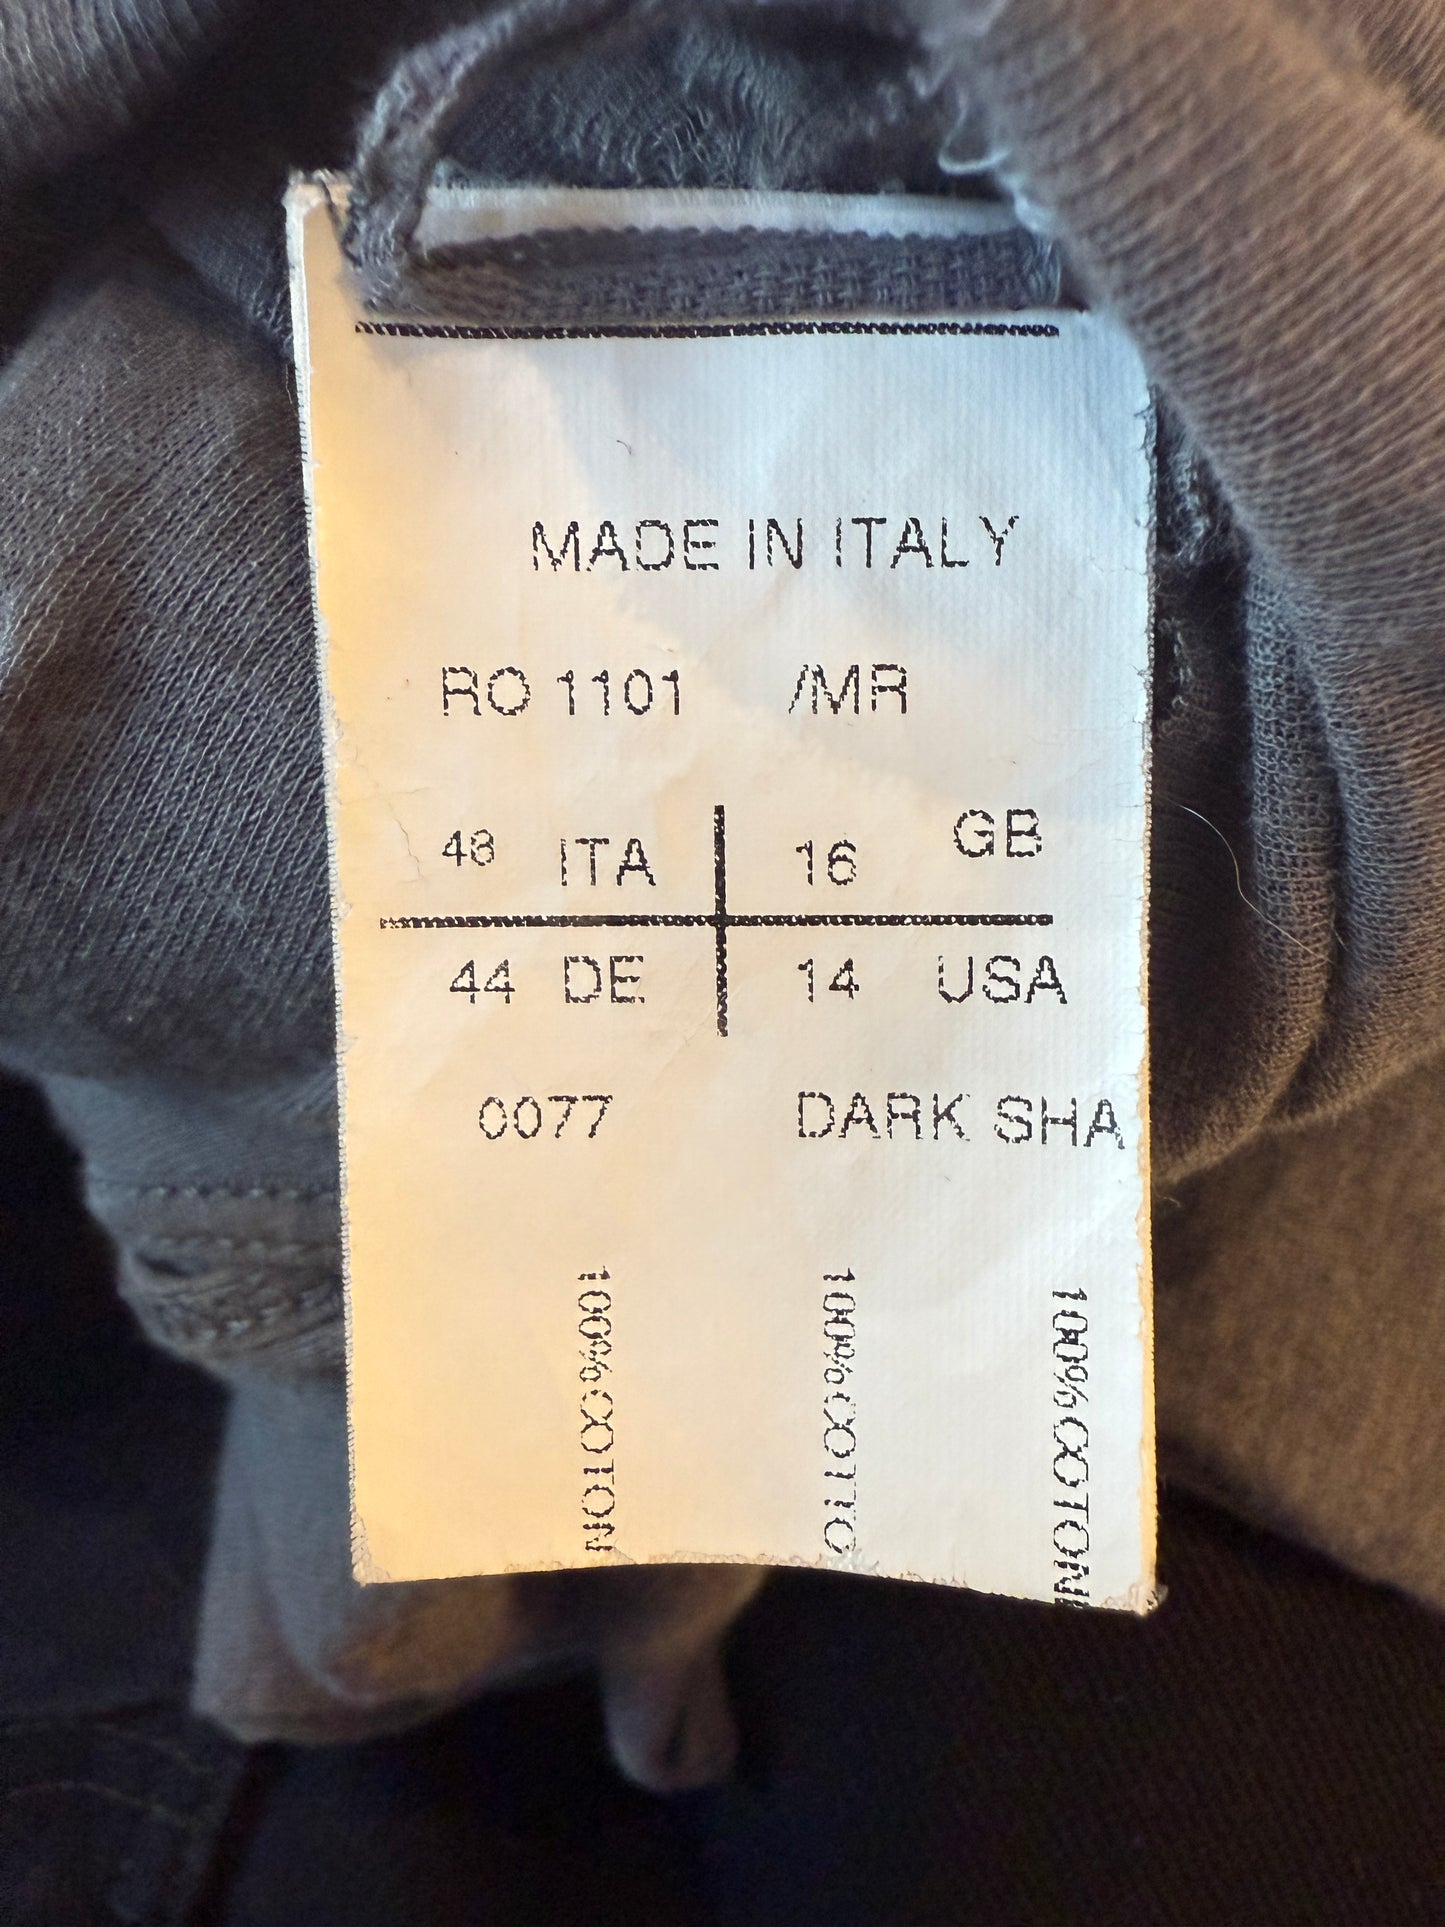 MADE IN ITALY
RO 1101 /MR
48 ITA 16 GB
44 DE 14 USA
0077 DARK SHA
100%COTON
100%COTTO
100%COTON